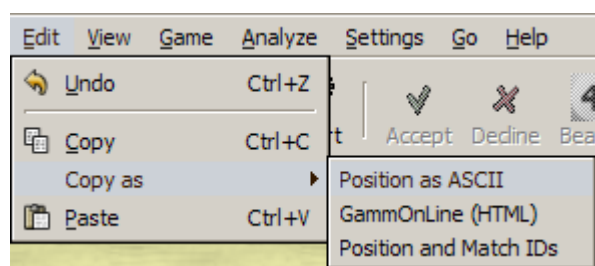 Edit View Game Analyze Settings Go Help
Undo Ctrl+Z
Accept Decline
Copy Ctrl+C
Copy as Position as ASCII
Paste Ctrl+V GammOnLine (HTML)
Position and Match IDs